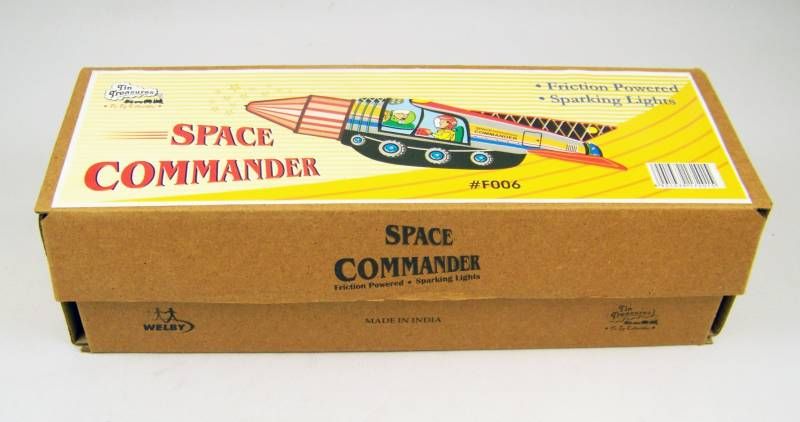 Tin
Treasures
SPACE
COMMANDER
• Friction Powered
• Sparking Lights
COMMANDER
#F006
SPACE
COMMANDER
Friction Powered • Sparking Lights
WELBY
MADE IN INDIA
Tin
Treasures